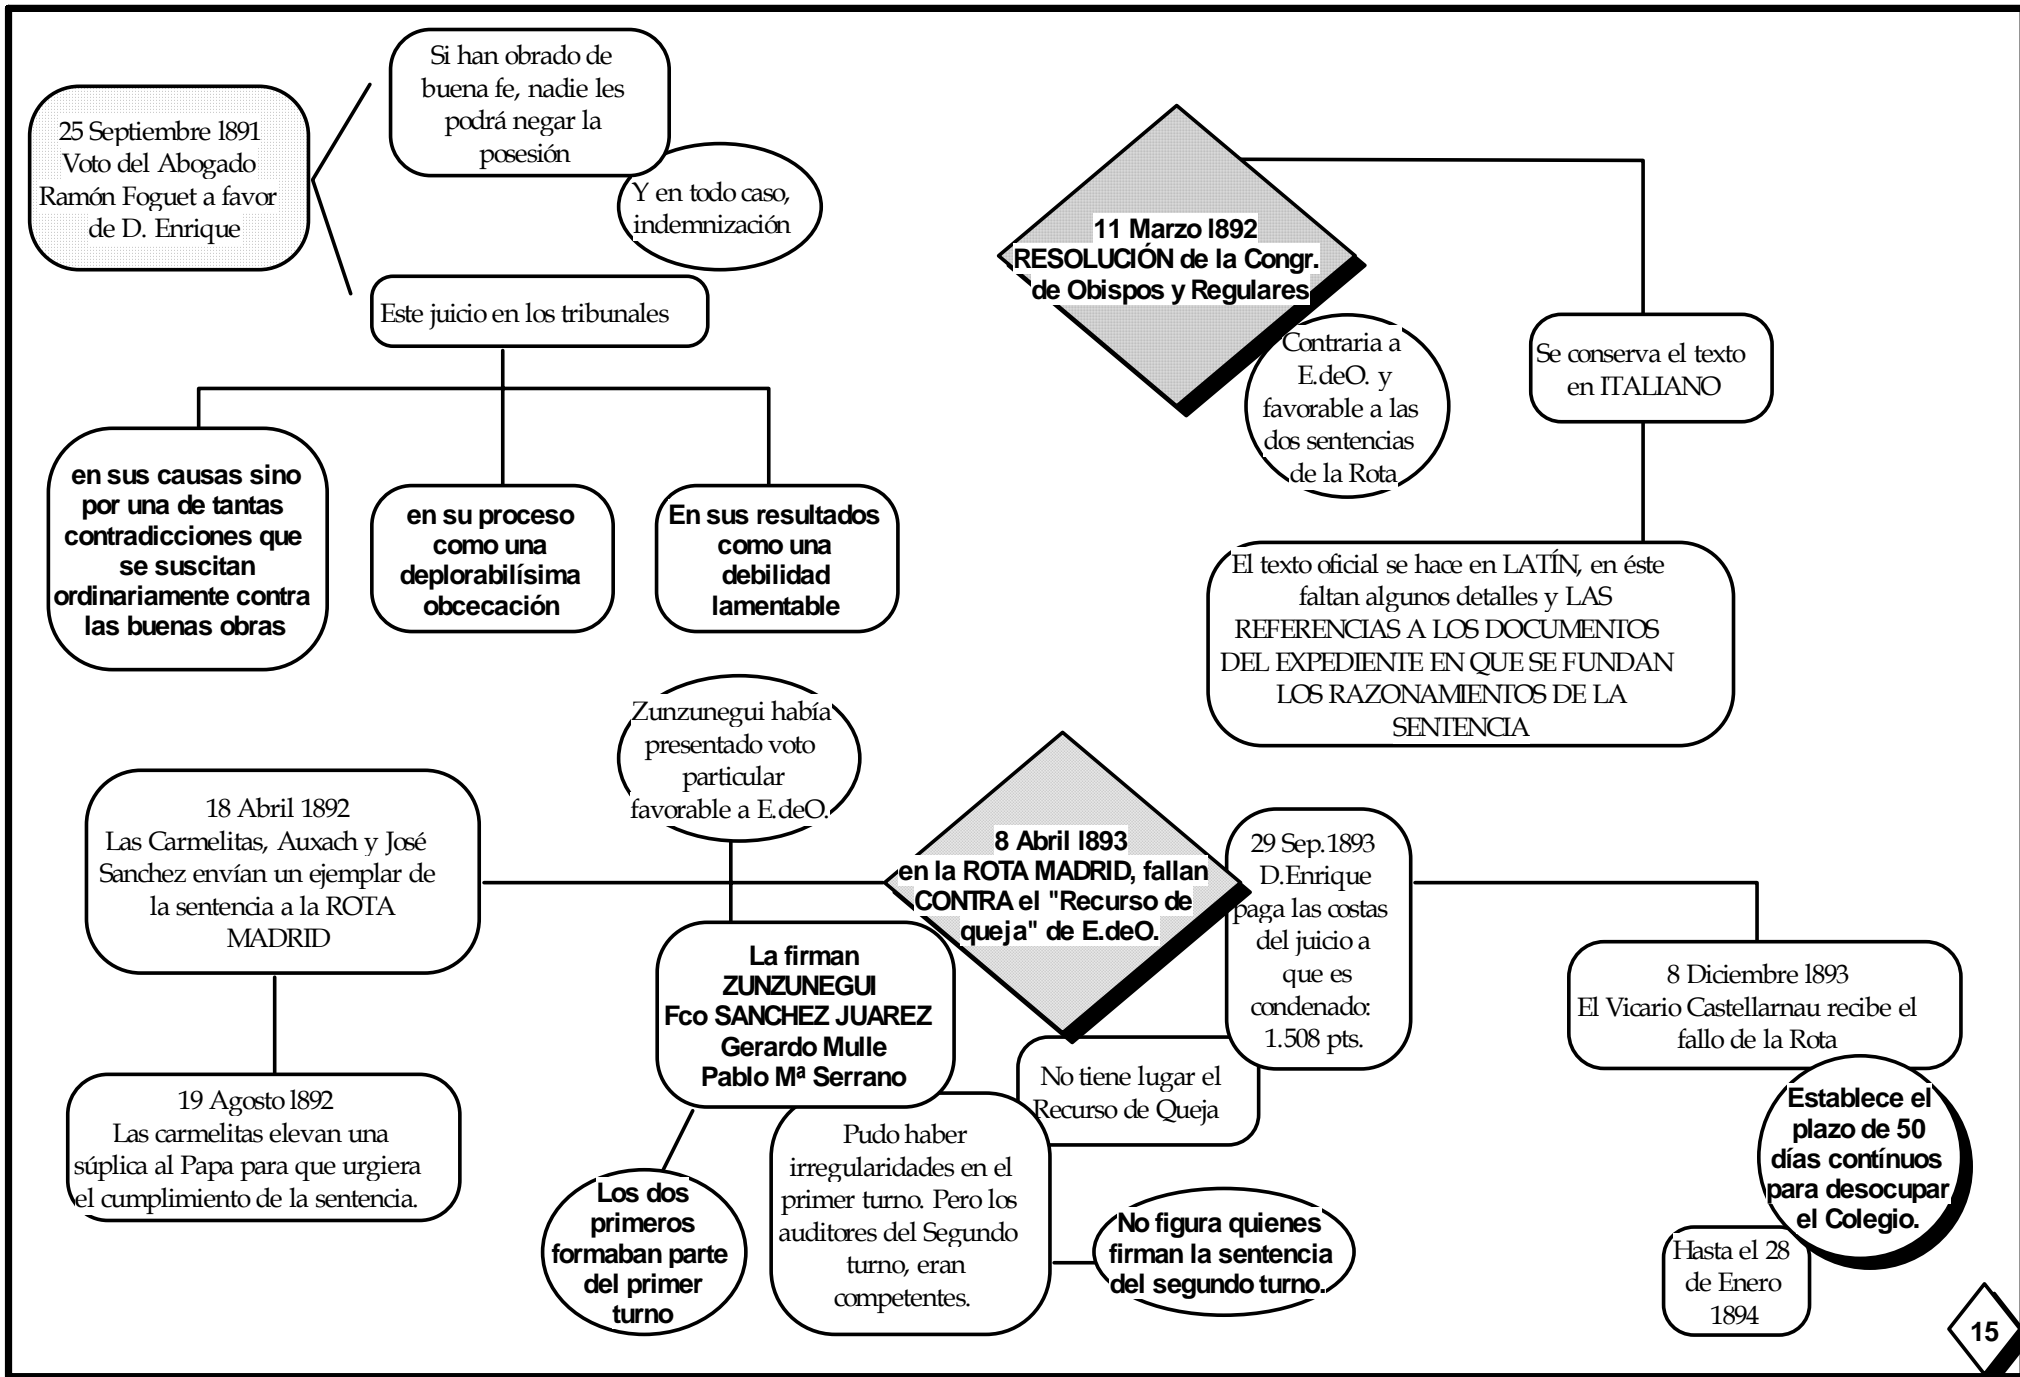 25 Septiembre l891
Voto del Abogado
Ramón Foguet a favor
de D. Enrique
Si han obrado de
buena fe, nadie les
podrá negar la
posesión
Y en todo caso,
indemnización
Este juicio en los tribunales
en sus causas sino
por una de tantas
contradicciones que
se suscitan
ordinariamente contra
las buenas obras
en su proceso
como una
deplorabilísima
obcecación
En sus resultados
como una
debilidad
lamentable
11 Marzo l892
RESOLUCIÓN de la Congr.
de Obispos y Regulares
Contraria a
E.deO. y
favorable a las
dos sentencias
de la Rota
Se conserva el texto
en ITALIANO
El texto oficial se hace en LATÍN, en éste
faltan algunos detalles y LAS
REFERENCIAS A LOS DOCUMENTOS
DEL EXPEDIENTE EN QUE SE FUNDAN
LOS RAZONAMIENTOS DE LA
SENTENCIA
Zunzunegui había
presentado voto
particular
favorable a E.deO.
18 Abril 1892
Las Carmelitas, Auxach y José
Sanchez envían un ejemplar de
la sentencia a la ROTA
MADRID
19 Agosto l892
Las carmelitas elevan una
súplica al Papa para que urgiera
el cumplimiento de la sentencia.
8 Abril l893
en la ROTA MADRID, fallan
CONTRA el "Recurso de
queja" de E.deO.
La firman
ZUNZUNEGUI
Fco SANCHEZ JUAREZ
Gerardo Mulle
Pablo Mª Serrano
Los dos
primeros
formaban parte
del primer
turno
No tiene lugar el
Recurso de Queja
Pudo haber
irregularidades en el
primer turno. Pero los
auditores del Segundo
turno, eran
competentes.
No figura quienes
firman la sentencia
del segundo turno.
29 Sep.1893
D.Enrique
paga las costas
del juicio a
que es
condenado:
1.508 pts.
8 Diciembre l893
El Vicario Castellarnau recibe el
fallo de la Rota
Establece el
plazo de 50
días contínuos
para desocupar
el Colegio.
Hasta el 28
de Enero
1894
15